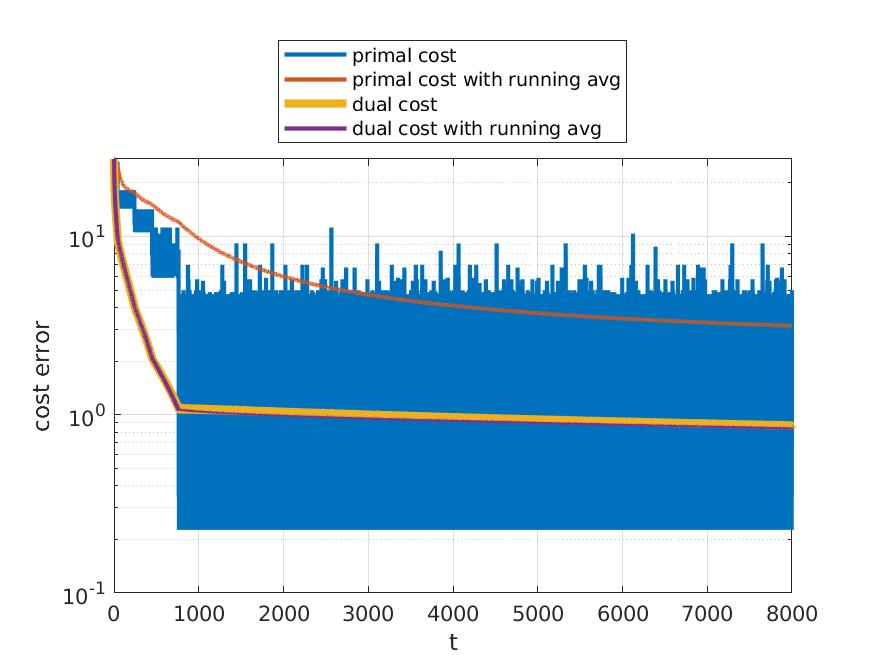 primal cost
primal cost with running avg
dual cost
dual cost with running avg
10^1
10^0
10^-1
cost error
0 1000 2000 3000 4000 5000 6000 7000 8000
t